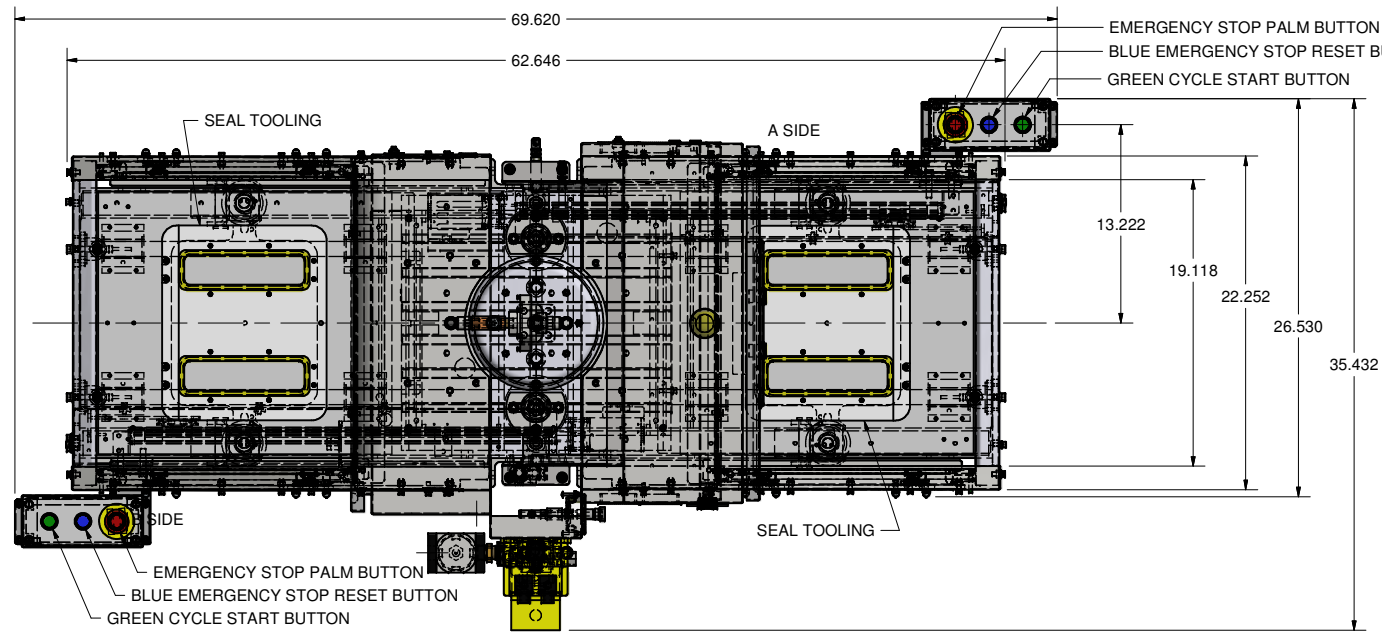 69.620
EMERGENCY STOP PALM BUTTON
62.646
BLUE EMERGENCY STOP RESET BU
GREEN CYCLE START BUTTON
SEAL TOOLING
A SIDE
13.222
19.118
22.252
26.530
35.432
SIDE
SEAL TOOLING
EMERGENCY STOP PALM BUTTON
BLUE EMERGENCY STOP RESET BUTTON
GREEN CYCLE START BUTTON